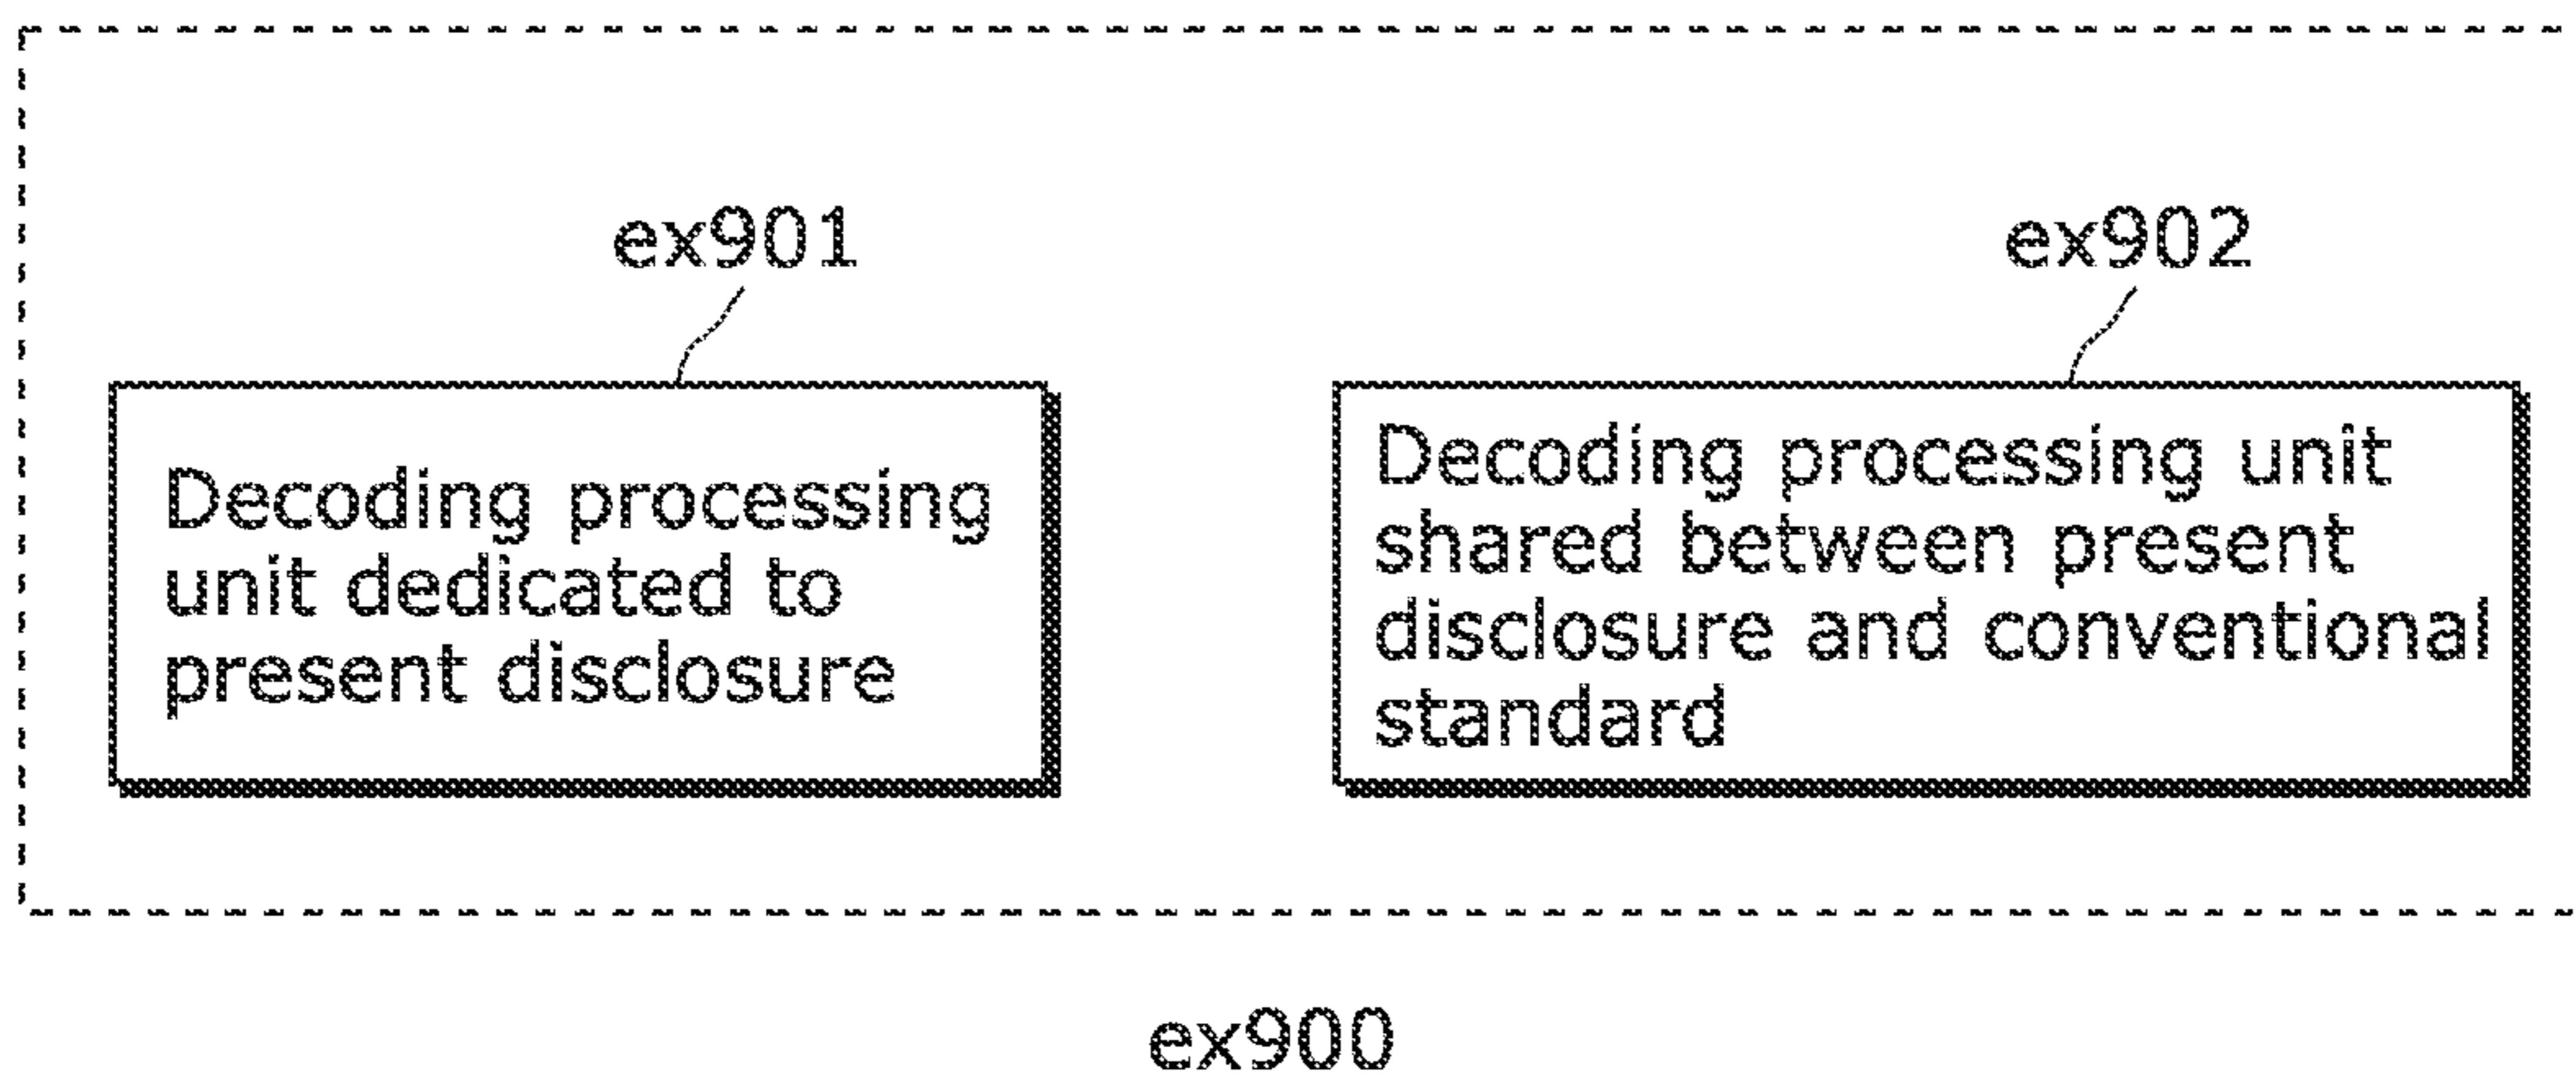 ex901
Decoding processing
unit dedicated to
present disclosure
ex902
Decoding processing unit
shared between present
disclosure and conventional
standard
ex900